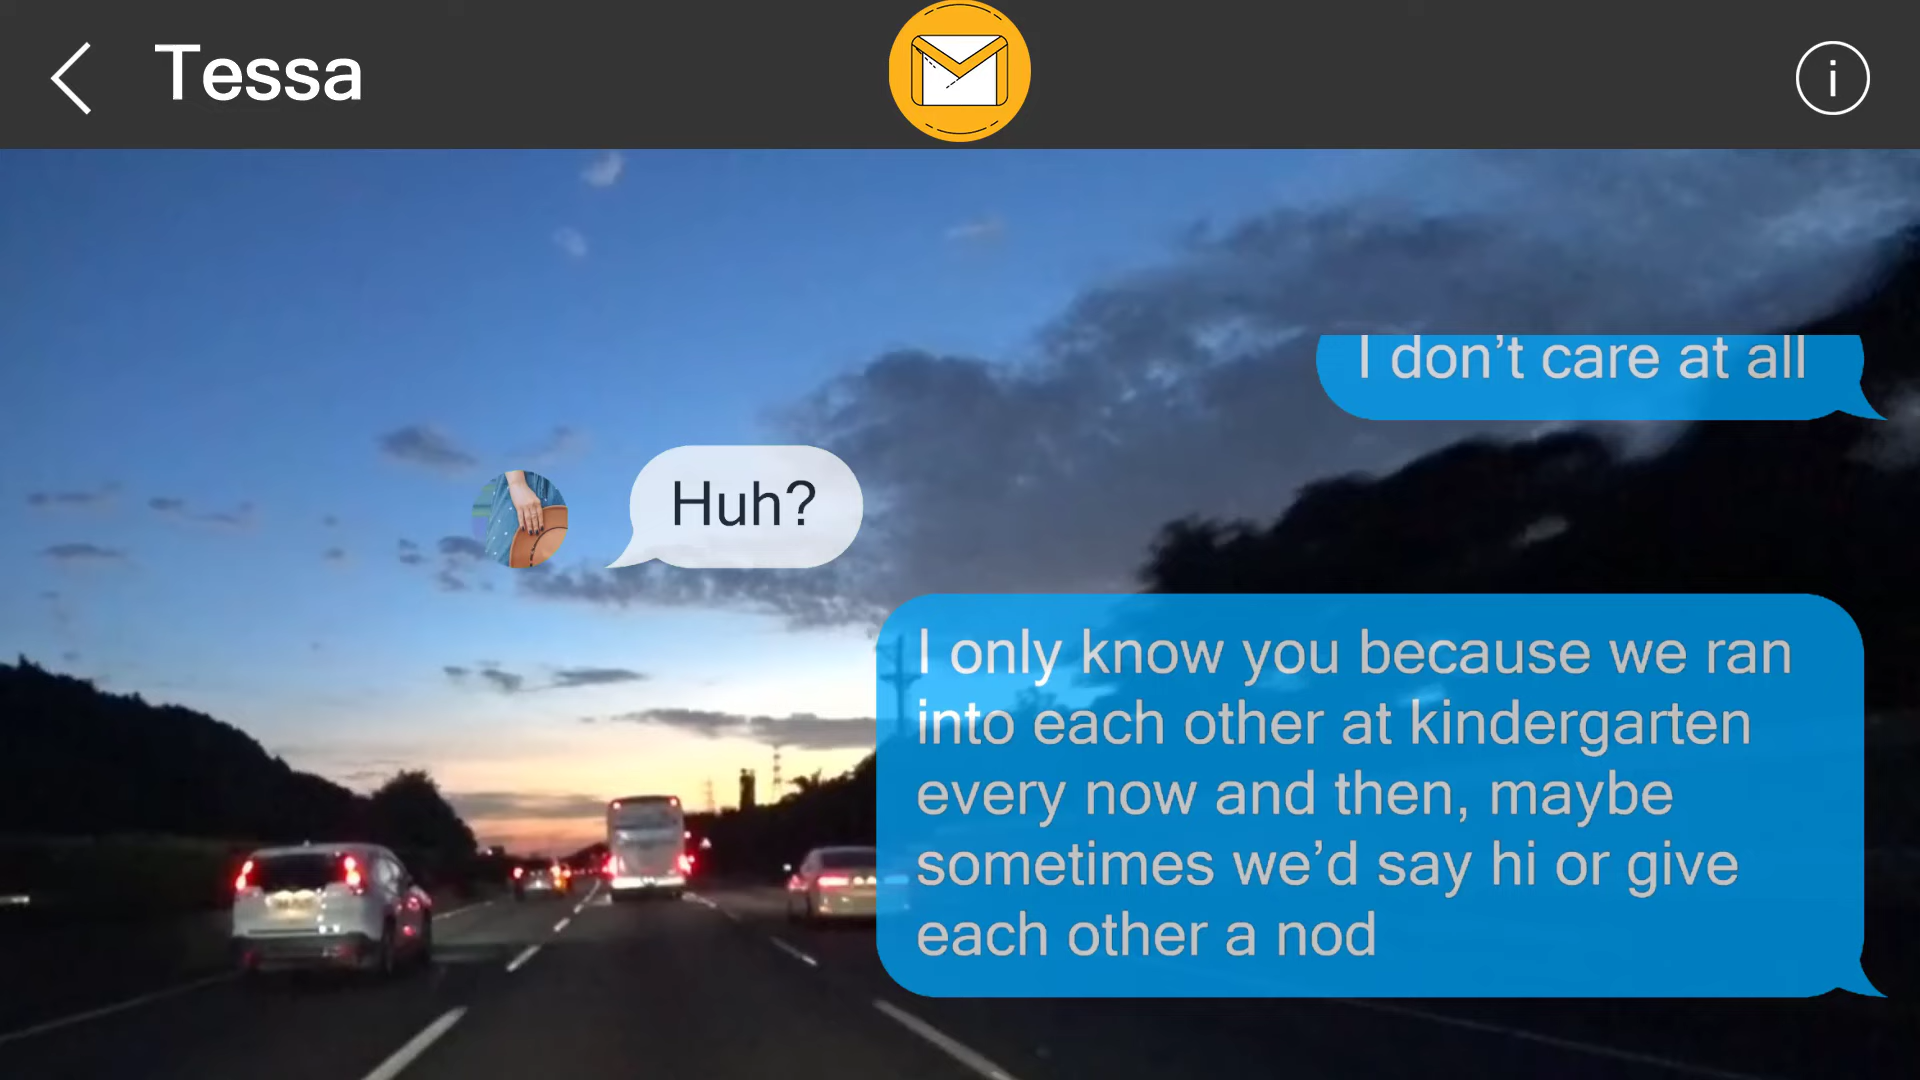 Tessa
I don’t care at all
Huh?
I only know you because we ran
into each other at kindergarten
every now and then, maybe
sometimes we’d say hi or give
each other a nod